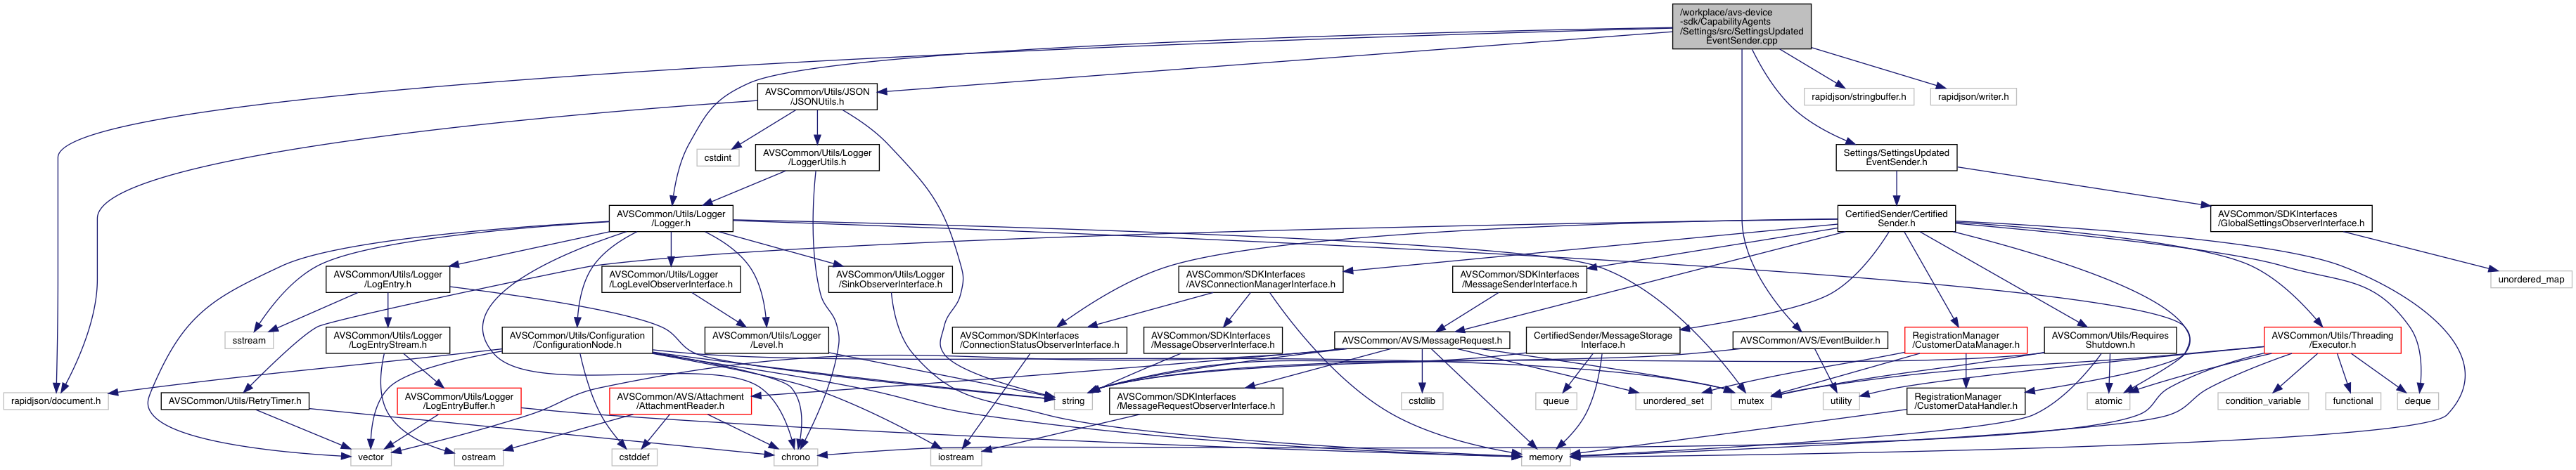 /workplace/avs-device
-sdk/CapabilityAgents
/Settings/src/SettingsUpdated
EventSender.cpp
AVSCommon/Utils/JSON
/JSONUtils.h
rapidjson/stringbuffer.h
rapidjson/writer.h
cstdint
AVSCommon/Utils/Logger
/LoggerUtils.h
Settings/SettingsUpdated
EventSender.h
AVSCommon/Utils/Logger
/Logger.h
CertifiedSender/Certified
Sender.h
AVSCommon/SDKInterfaces
/GlobalSettingsObserverInterface.h
AVSCommon/Utils/Logger
/LogEntry.h
AVSCommon/Utils/Logger
/LogLevelObserverInterface.h
AVSCommon/Utils/Logger
/SinkObserverInterface.h
AVSCommon/SDKInterfaces
/AVSConnectionManagerInterface.h
AVSCommon/SDKInterfaces
/MessageSenderInterface.h
unordered_map
sstream
AVSCommon/Utils/Logger
/LogEntryStream.h
AVSCommon/Utils/Configuration
/ConfigurationNode.h
AVSCommon/Utils/Logger
/Level.h
AVSCommon/SDKInterfaces
/ConnectionStatusObserverInterface.h
AVSCommon/SDKInterfaces
/MessageObserverInterface.h
AVSCommon/AVS/MessageRequest.h
CertifiedSender/MessageStorage
Interface.h
AVSCommon/AVS/EventBuilder.h
RegistrationManager
/CustomerDataManager.h
AVSCommon/Utils/Requires
Shutdown.h
AVSCommon/Utils/Threading
/Executor.h
rapidjson/document.h
AVSCommon/Utils/RetryTimer.h
AVSCommon/Utils/Logger
/LogEntryBuffer.h
AVSCommon/AVS/Attachment
/AttachmentReader.h
string
AVSCommon/SDKInterfaces
/MessageRequestObserverInterface.h
cstdlib
queue
unordered_set
mutex
utility
RegistrationManager
/CustomerDataHandler.h
atomic
condition_variable
functional
deque
vector
ostream
cstddef
chrono
iostream
memory